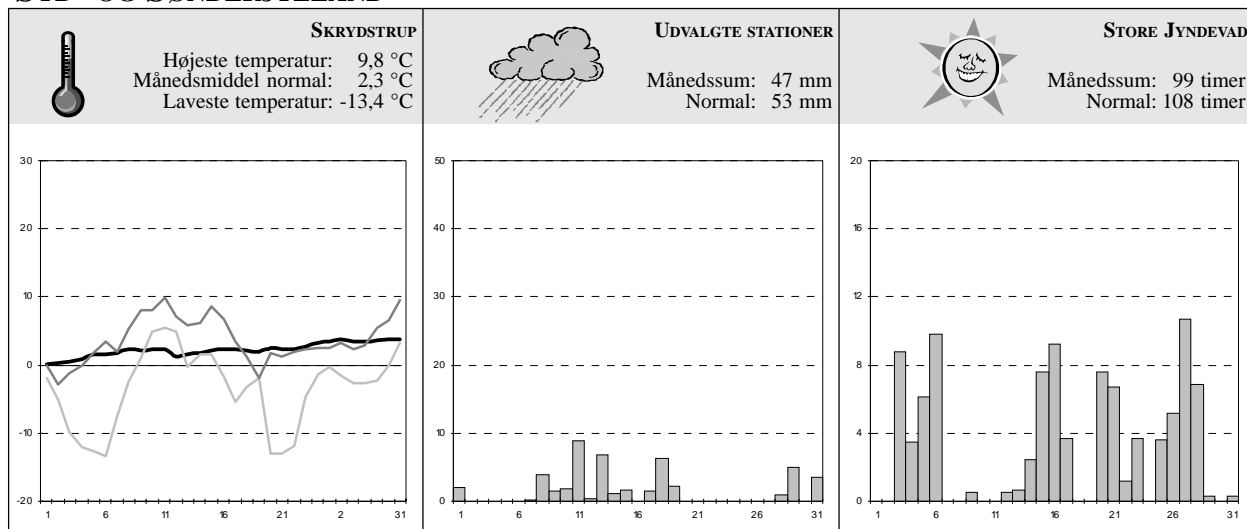 SKRYDSTRUP
Højeste temperatur: 9,8 °C
Månedsmiddel normal: 2,3 °C
Laveste temperatur: -13,4 °C
UDVALGTE STATIONER
Månedssum: 47 mm
Normal: 53 mm
STORE JYNDEVAD
Månedssum: 99 timer
Normal: 108 timer
30
20
10
0
-10
-20
1 6 11 16 21 2 31
50
40
30
20
10
0
1 6 11 16 21 26 31
20
16
12
8
4
0
1 6 11 16 21 26 31